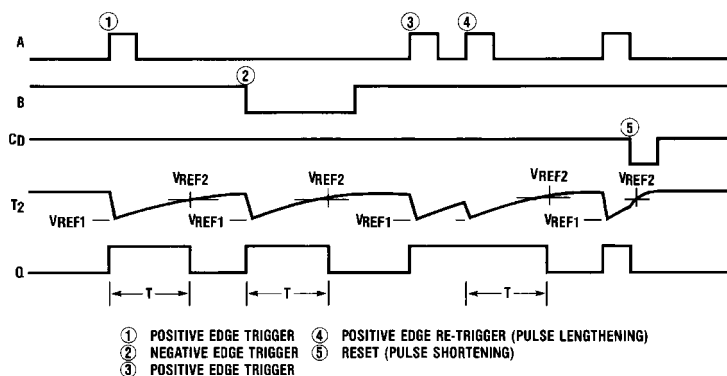 ① ③ ④
A
②
B
CD
⑤
VREF2 VREF2 VREF2 VREF2
T2
VREF1 VREF1 VREF1 VREF1
Q
T T T
① POSITIVE EDGE TRIGGER ④ POSITIVE EDGE RE-TRIGGER (PULSE LENGTHENING)
② NEGATIVE EDGE TRIGGER ⑤ RESET (PULSE SHORTENING)
③ POSITIVE EDGE TRIGGER